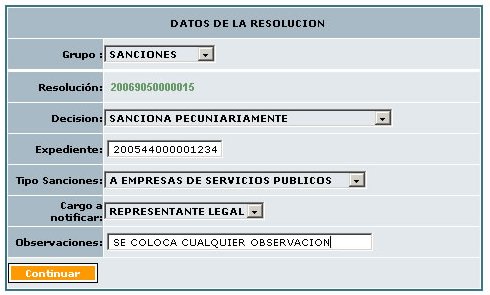 DATOS DE LA RESOLUCION
Grupo : SANCIONES
Resolución: 20069050000015
Decision: SANCIONA PECUNIARIAMENTE
Expediente: 200544000001234
Tipo Sanciones: A EMPRESAS DE SERVICIOS PUBLICOS
Cargo a
notificar: REPRESENTANTE LEGAL
Observaciones: SE COLOCA CUALQUIER OBSERVACION
Continuar